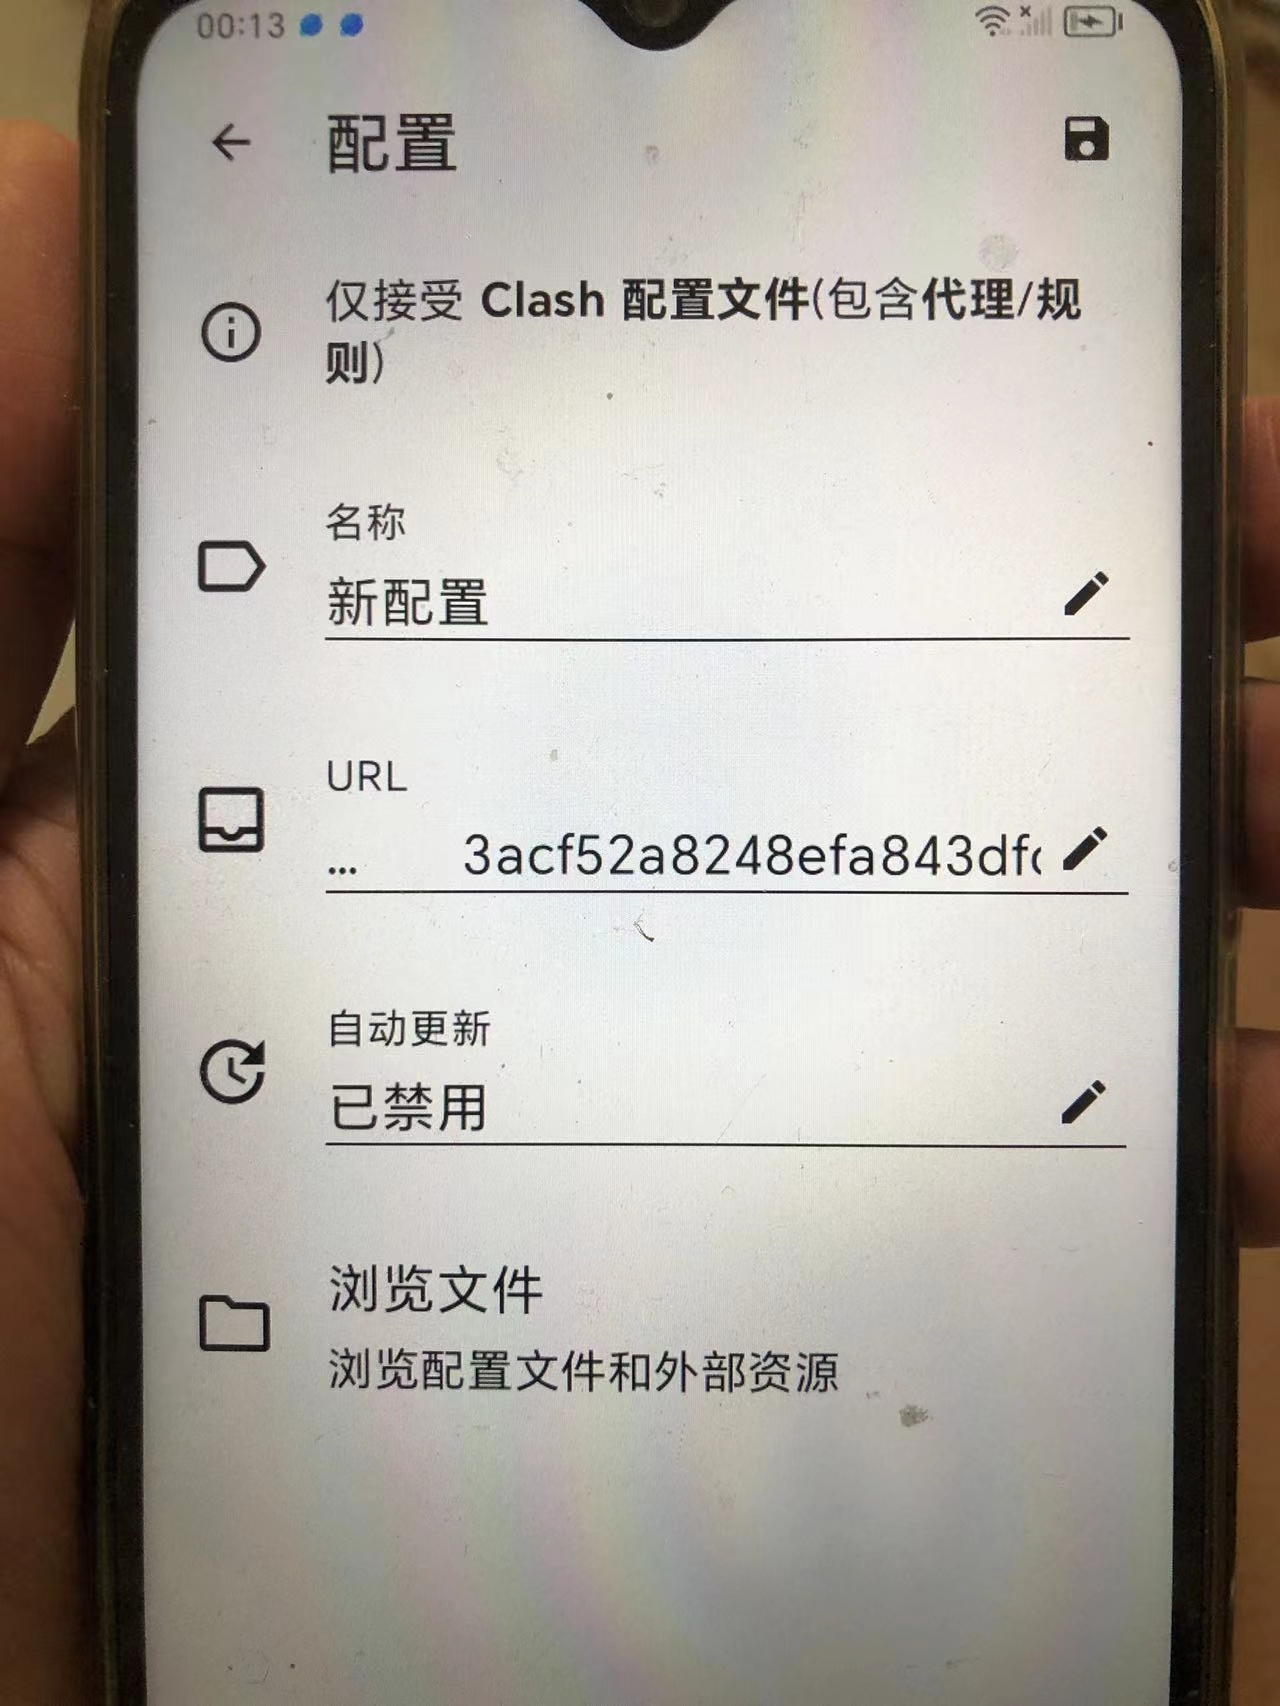 00:13
配置
仅接受 Clash 配置文件(包含代理/规
则)
名称
新配置
URL
... 3acf52a8248efa843df
自动更新
已禁用
浏览文件
浏览配置文件和外部资源